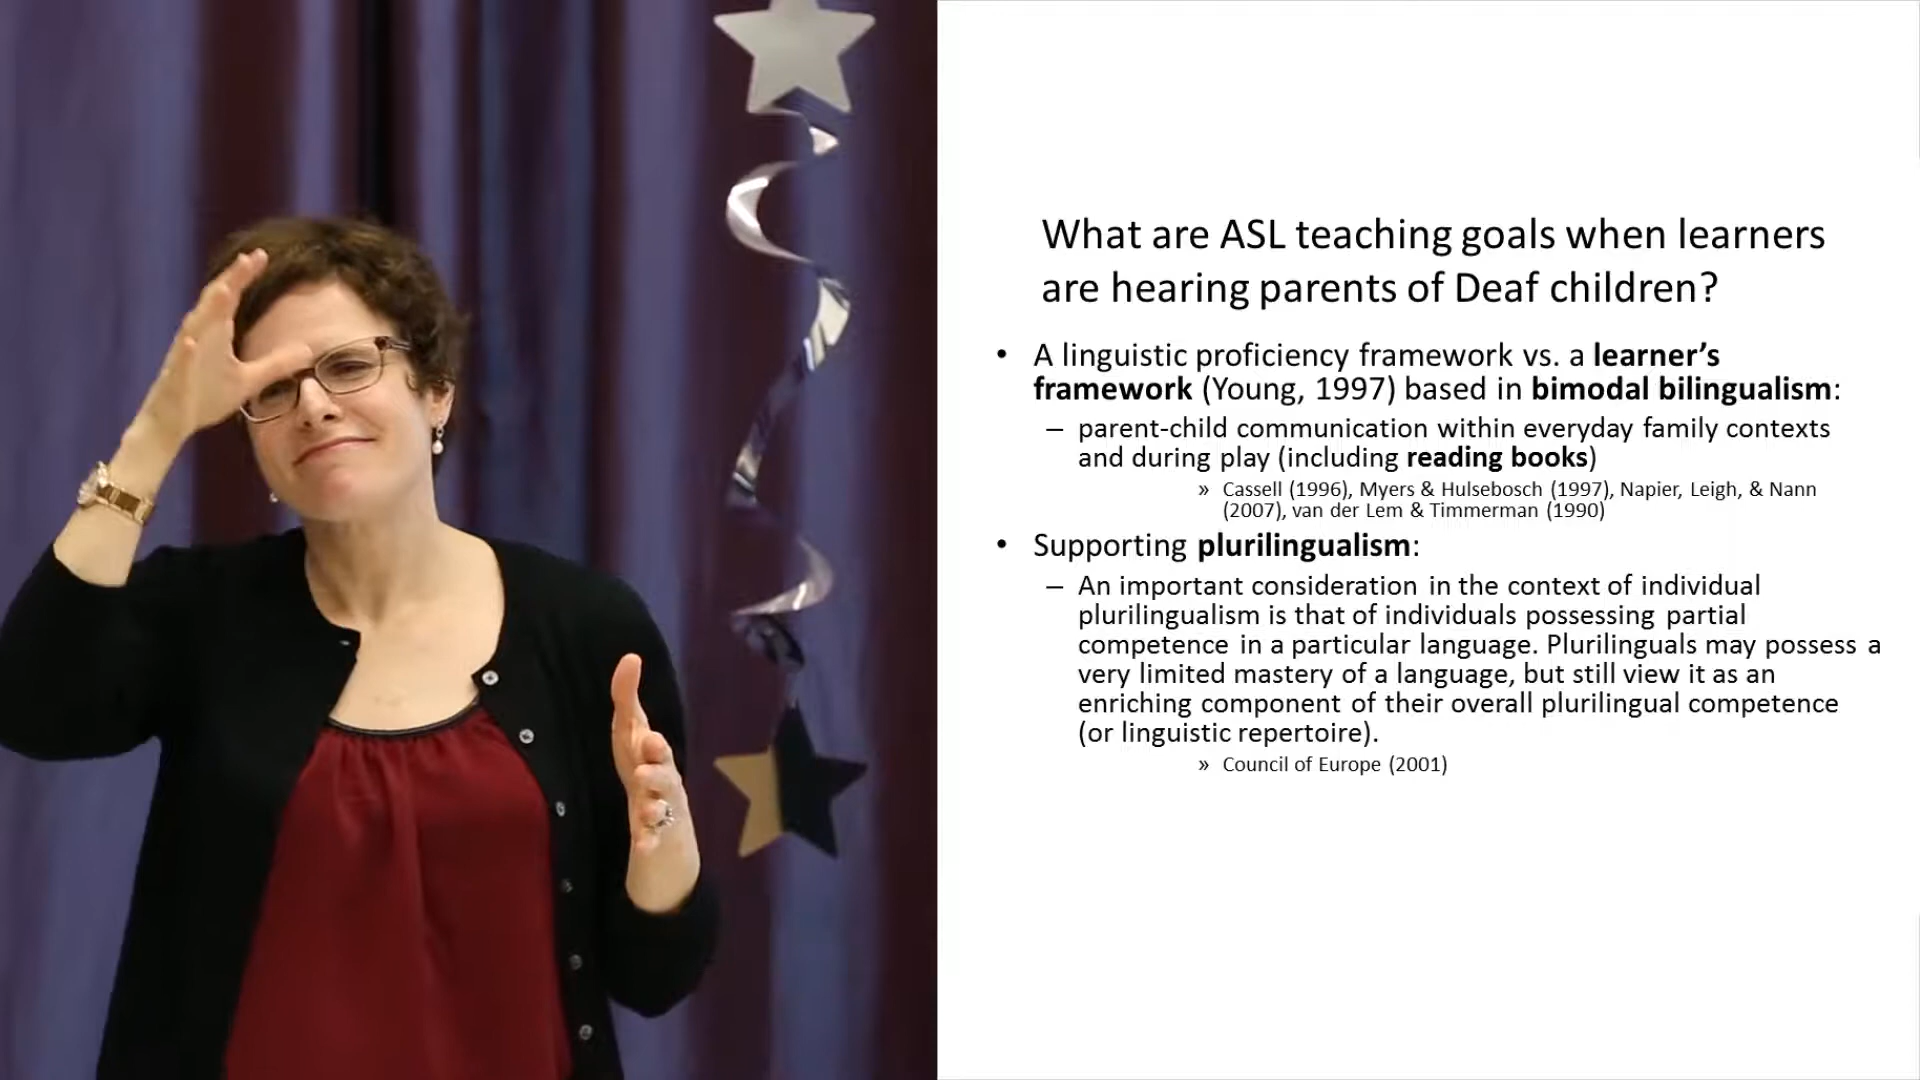 What are ASL teaching goals when learners
are hearing parents of Deaf children?
• A linguistic proficiency framework vs. a learner’s
framework (Young, 1997) based in bimodal bilingualism:
– parent-child communication within everyday family contexts
and during play (including reading books)
» Cassell (1996), Myers & Hulsebosch (1997), Napier, Leigh, & Nann
(2007), van der Lem & Timmerman (1990)
• Supporting plurilingualism:
– An important consideration in the context of individual
plurilingualism is that of individuals possessing partial
competence in a particular language. Plurilinguals may possess a
very limited mastery of a language, but still view it as an
enriching component of their overall plurilingual competence
(or linguistic repertoire).
» Council of Europe (2001)